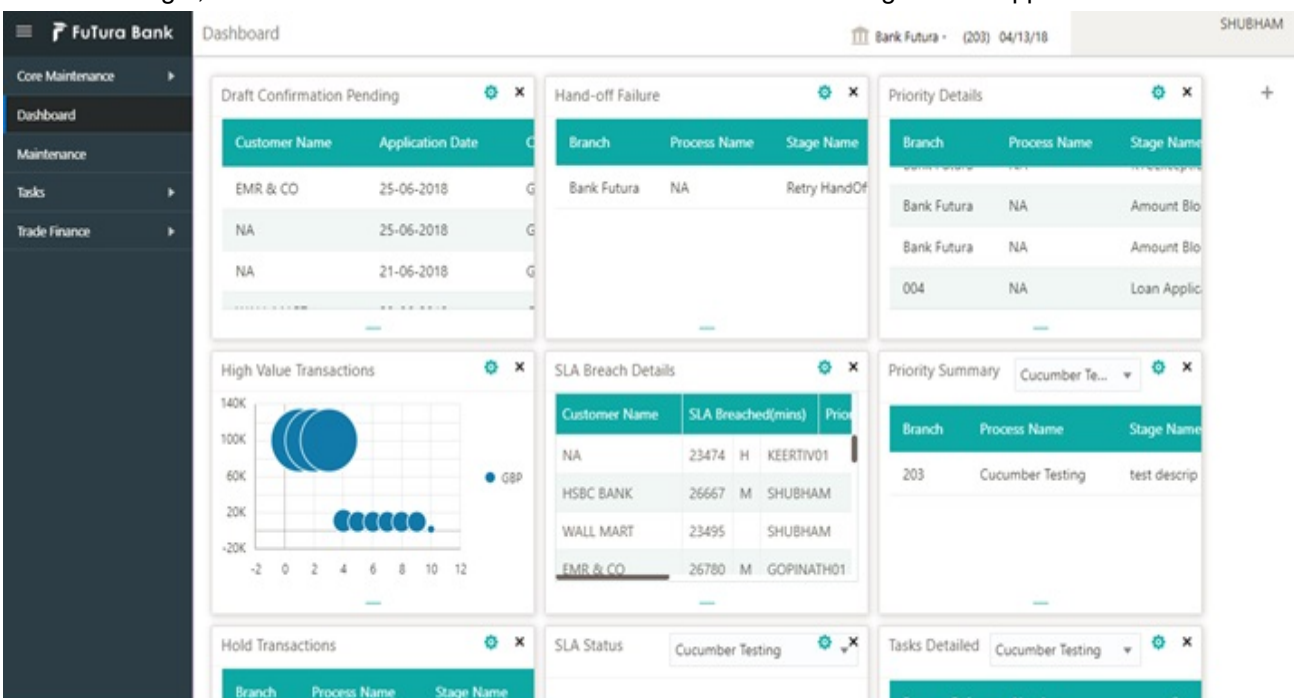 FuTura Bank
Dashboard
Bank Futura - (203) 04/13/18
SHUBHAM
Core Maintenance
Dashboard
Maintenance
Tasks
Trade Finance
Draft Confirmation Pending
Customer Name Application Date
EMR & CO 25-06-2018 G
NA 25-06-2018 G
NA 21-06-2018 G
Hand-off Failure
Branch Process Name Stage Name
Bank Futura NA Retry HandOf
Priority Details
Branch Process Name Stage Name
Bank Futura NA Amount Blo
Bank Futura NA Amount Blo
004 NA Loan Applic
High Value Transactions
140K
100K
60K
20K
-20K
-2 0 2 4 6 8 10 12
GBP
SLA Breach Details
Customer Name SLA Breached(mins) Prior
NA 23474 H KEERTIV01
HSBC BANK 26667 M SHUBHAM
WALL MART 23495 SHUBHAM
EMR & CO 26780 M GOPINATH01
Priority Summary Cucumber Te...
Branch Process Name Stage Name
203 Cucumber Testing test descrip
Hold Transactions
Branch Process Name Stage Name
SLA Status Cucumber Testing
Tasks Detailed Cucumber Testing